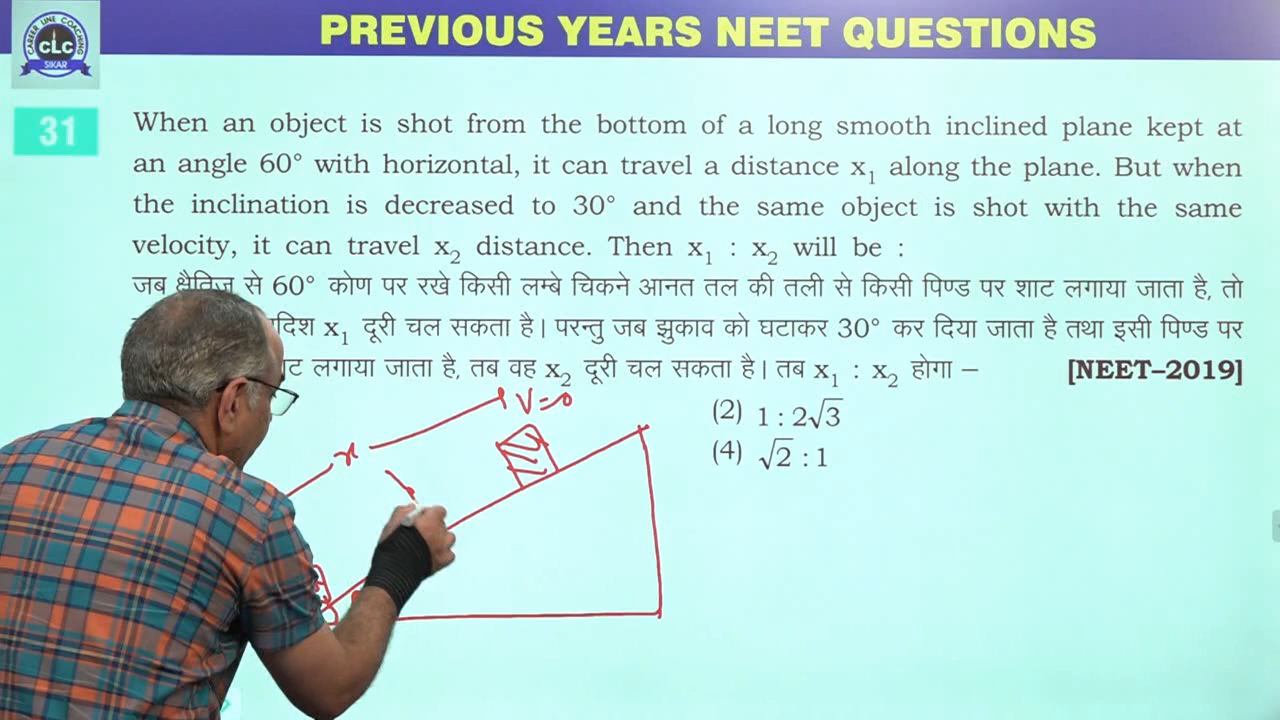 PREVIOUS YEARS NEET QUESTIONS
CAREER LINE COACHING
CLC
SIKAR
31
When an object is shot from the bottom of a long smooth inclined plane kept at
an angle 60° with horizontal, it can travel a distance x₁ along the plane. But when
the inclination is decreased to 30° and the same object is shot with the same
velocity, it can travel x₂ distance. Then x₁ : x₂ will be :
जब क्षैतिज से 60° कोण पर रखे किसी लम्बे चिकने आनत तल की तली से किसी पिण्ड पर शाट लगाया जाता है, तो
x₁ दूरी चल सकता है। परन्तु जब झुकाव को घटाकर 30° कर दिया जाता है तथा इसी पिण्ड पर
लगाया जाता है, तब वह x₂ दूरी चल सकता है। तब x₁ : x₂ होगा – [NEET–2019]
(2) 1 : 2√3
(4) √2 : 1
V=0
x